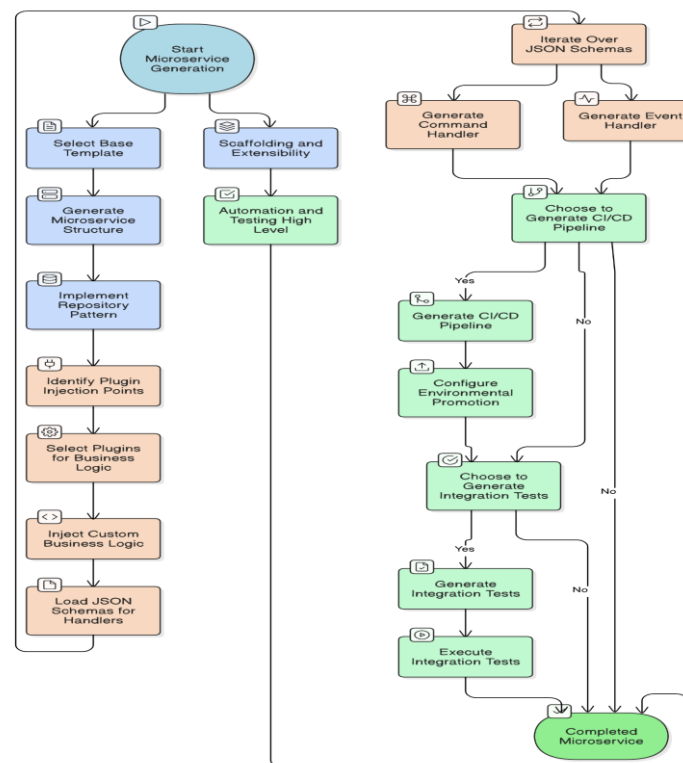 Start
Microservice
Generation
Select Base
Template
Scaffolding and
Extensibility
Generate
Microservice
Structure
Automation and
Testing High
Level
Implement
Repository
Pattern
Identify Plugin
Injection Points
Select Plugins
for Business
Logic
Inject Custom
Business Logic
Load JSON
Schemas for
Handlers
Iterate Over
JSON Schemas
Generate
Command
Handler
Generate Event
Handler
Choose to
Generate CI/CD
Pipeline
Yes
No
No
Generate CI/CD
Pipeline
Configure
Environmental
Promotion
Choose to
Generate
Integration Tests
Yes
No
Generate
Integration Tests
Execute
Integration Tests
Completed
Microservice